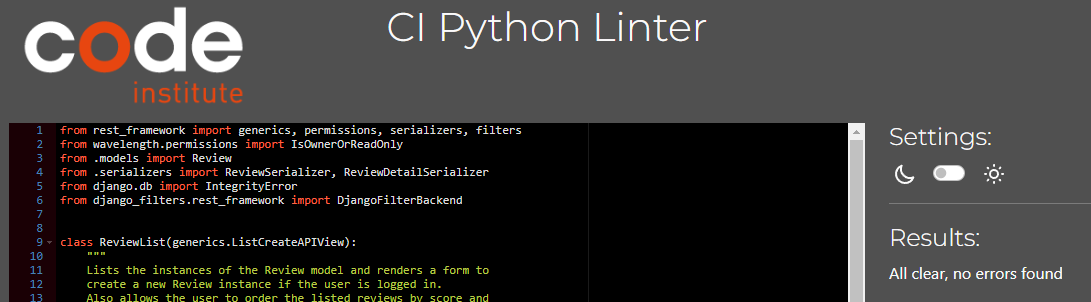 code
institute
CI Python Linter
1 from rest_framework import generics, permissions, serializers, filters
2 from wavelength.permissions import IsOwnerOrReadOnly
3 from .models import Review
4 from .serializers import ReviewSerializer, ReviewDetailSerializer
5 from django.db import IntegrityError
6 from django_filters.rest_framework import DjangoFilterBackend
7
8
9 class ReviewList(generics.ListCreateAPIView):
10 """
11 Lists the instances of the Review model and renders a form to
12 create a new Review instance if the user is logged in.
13 Also allows the user to order the listed reviews by score and
Settings:
Results:
All clear, no errors found